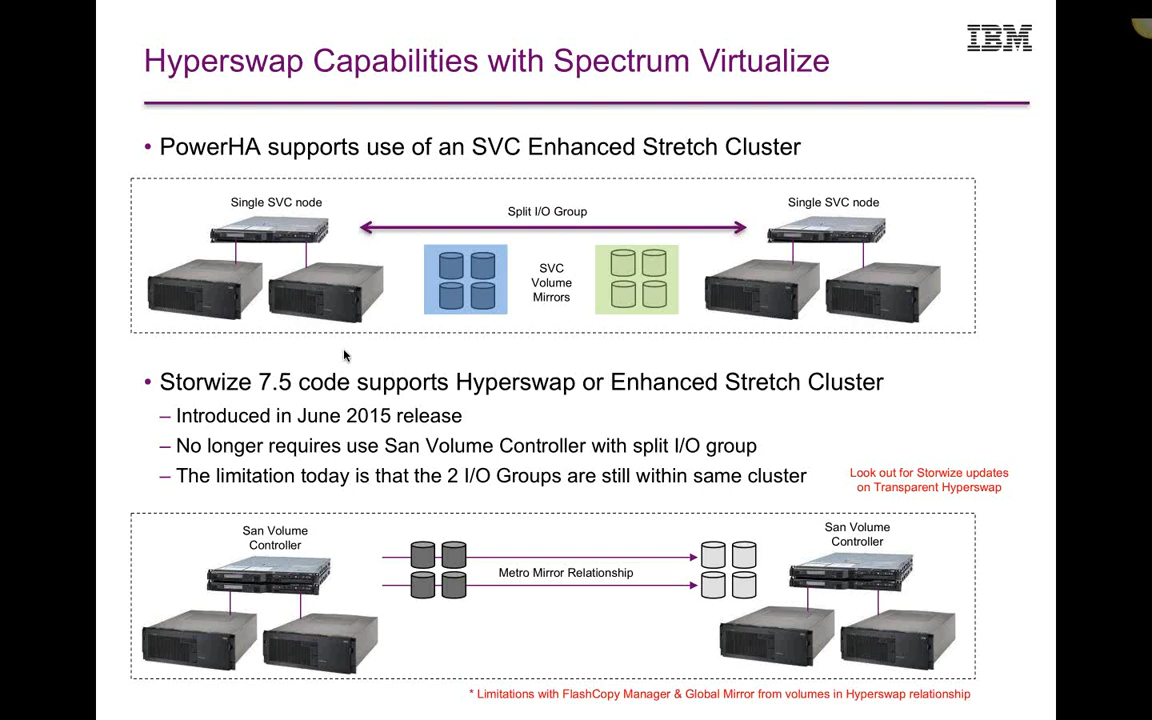 IBM
Hyperswap Capabilities with Spectrum Virtualize
• PowerHA supports use of an SVC Enhanced Stretch Cluster
Single SVC node
Split I/O Group
Single SVC node
SVC
Volume
Mirrors
• Storwize 7.5 code supports Hyperswap or Enhanced Stretch Cluster
– Introduced in June 2015 release
– No longer requires use San Volume Controller with split I/O group
– The limitation today is that the 2 I/O Groups are still within same cluster
Look out for Storwize updates
on Transparent Hyperswap
San Volume
Controller
Metro Mirror Relationship
San Volume
Controller
* Limitations with FlashCopy Manager & Global Mirror from volumes in Hyperswap relationship